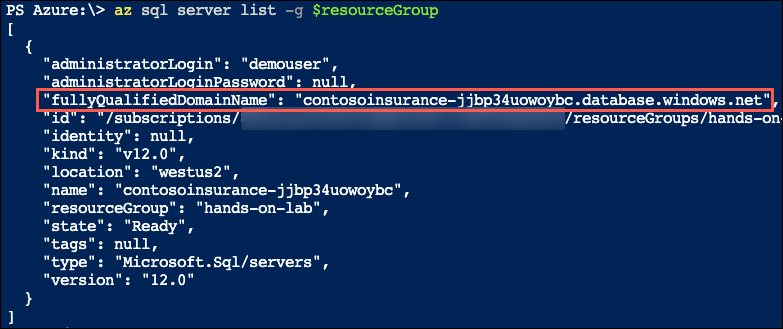 PS Azure:\> az sql server list -g $resourceGroup
[
  {
    "administratorLogin": "demouser",
    "administratorLoginPassword": null,
    "fullyQualifiedDomainName": "contosoinsurance-jjbp34uowoybc.database.windows.net",
    "id": "/subscriptions/ /resourceGroups/hands-on-
    "identity": null,
    "kind": "v12.0",
    "location": "westus2",
    "name": "contosoinsurance-jjbp34uowoybc",
    "resourceGroup": "hands-on-lab",
    "state": "Ready",
    "tags": null,
    "type": "Microsoft.Sql/servers",
    "version": "12.0"
  }
]